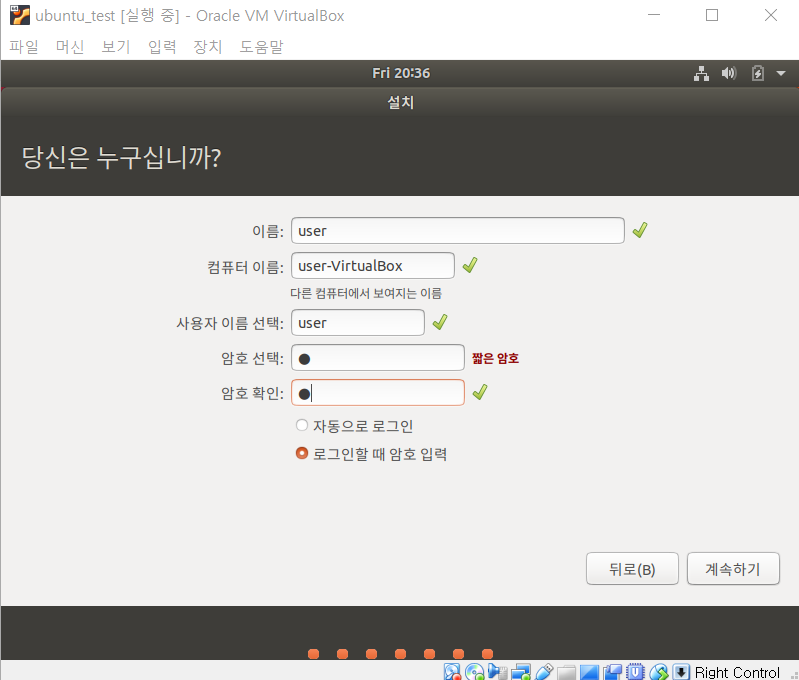 ubuntu_test [실행 중] - Oracle VM VirtualBox
파일 머신 보기 입력 장치 도움말
Fri 20:36
설치
당신은 누구십니까?
이름: user
컴퓨터 이름: user-VirtualBox
다른 컴퓨터에서 보여지는 이름
사용자 이름 선택: user
암호 선택: ● 짧은 암호
암호 확인: ●
자동으로 로그인
로그인할 때 암호 입력
뒤로(B) 계속하기
Right Control